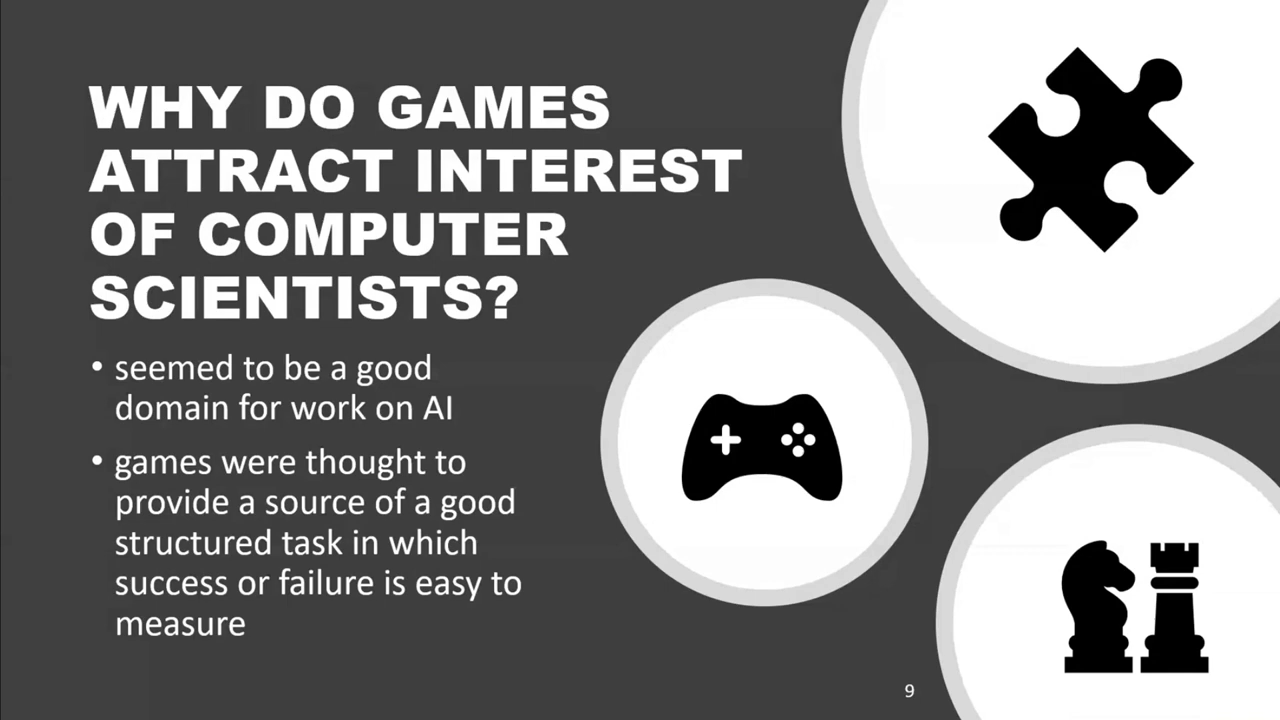 WHY DO GAMES
ATTRACT INTEREST
OF COMPUTER
SCIENTISTS?
• seemed to be a good
domain for work on AI
• games were thought to
provide a source of a good
structured task in which
success or failure is easy to
measure
9